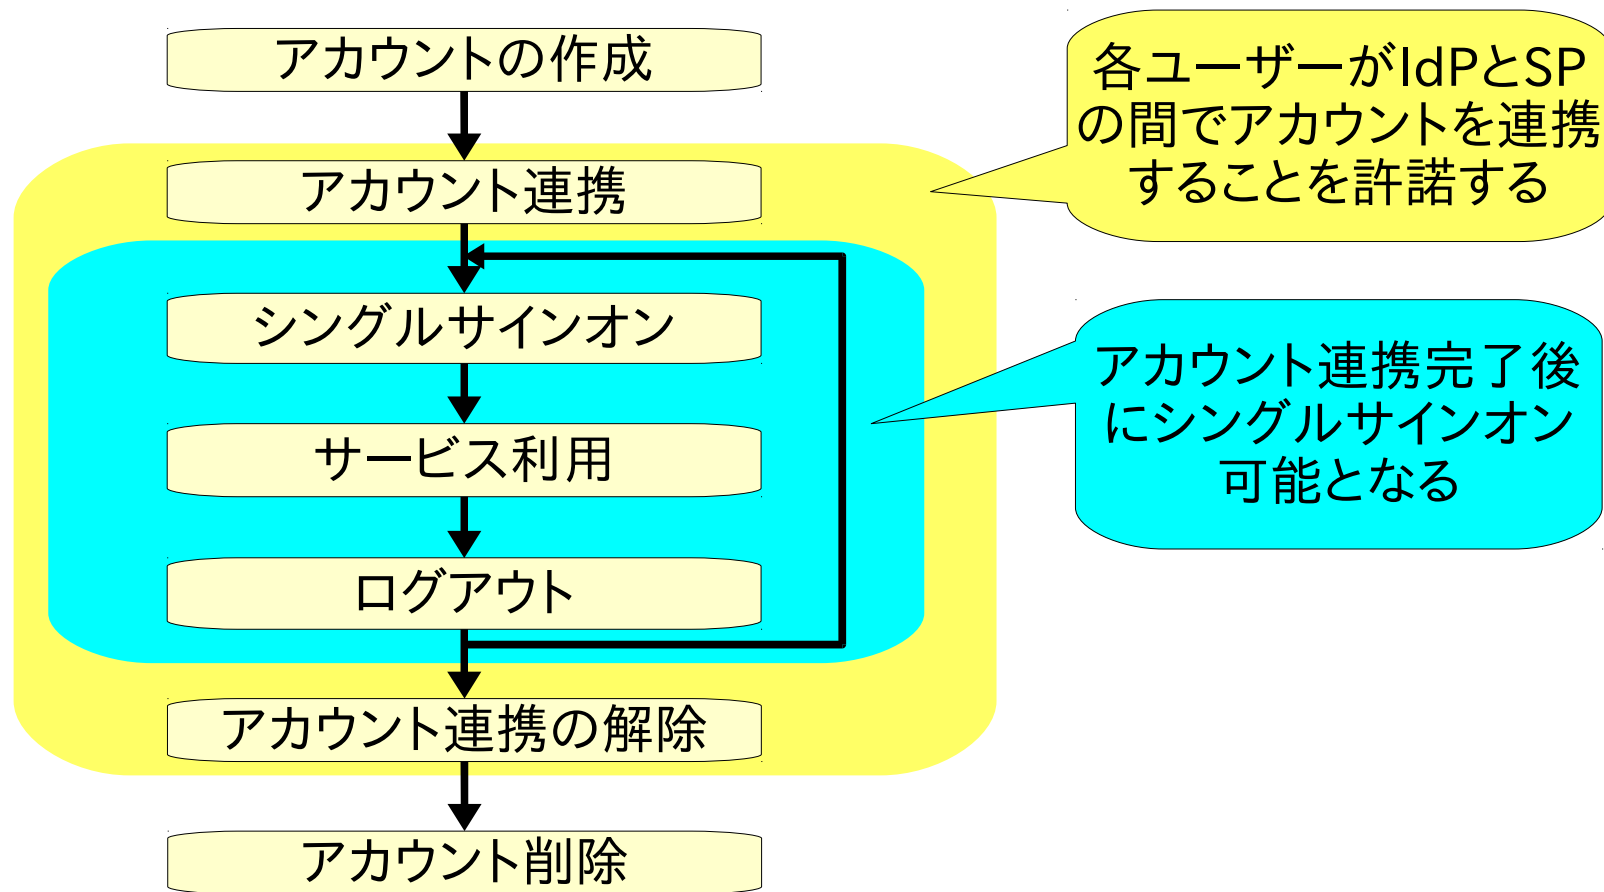 アカウントの作成
アカウント連携
シングルサインオン
サービス利用
ログアウト
アカウント連携の解除
アカウント削除
各ユーザーがIdPとSP
の間でアカウントを連携
することを許諾する
アカウント連携完了後
にシングルサインオン
可能となる